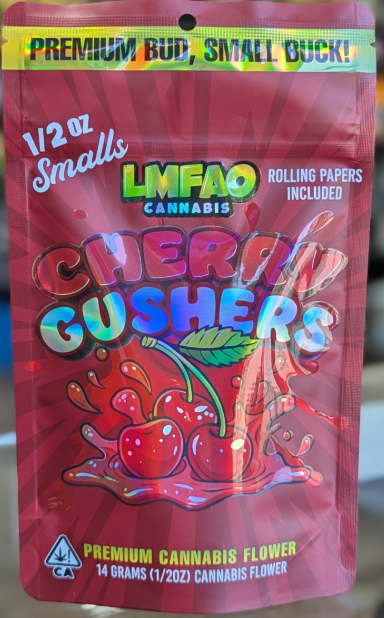 PREMIUM BUD, SMALL BUCK!
1/2 OZ
Smalls
LMFAO
CANNABIS
ROLLING PAPERS
INCLUDED
CHERRY
GUSHERS
CA
PREMIUM CANNABIS FLOWER
14 GRAMS (1/2OZ) CANNABIS FLOWER